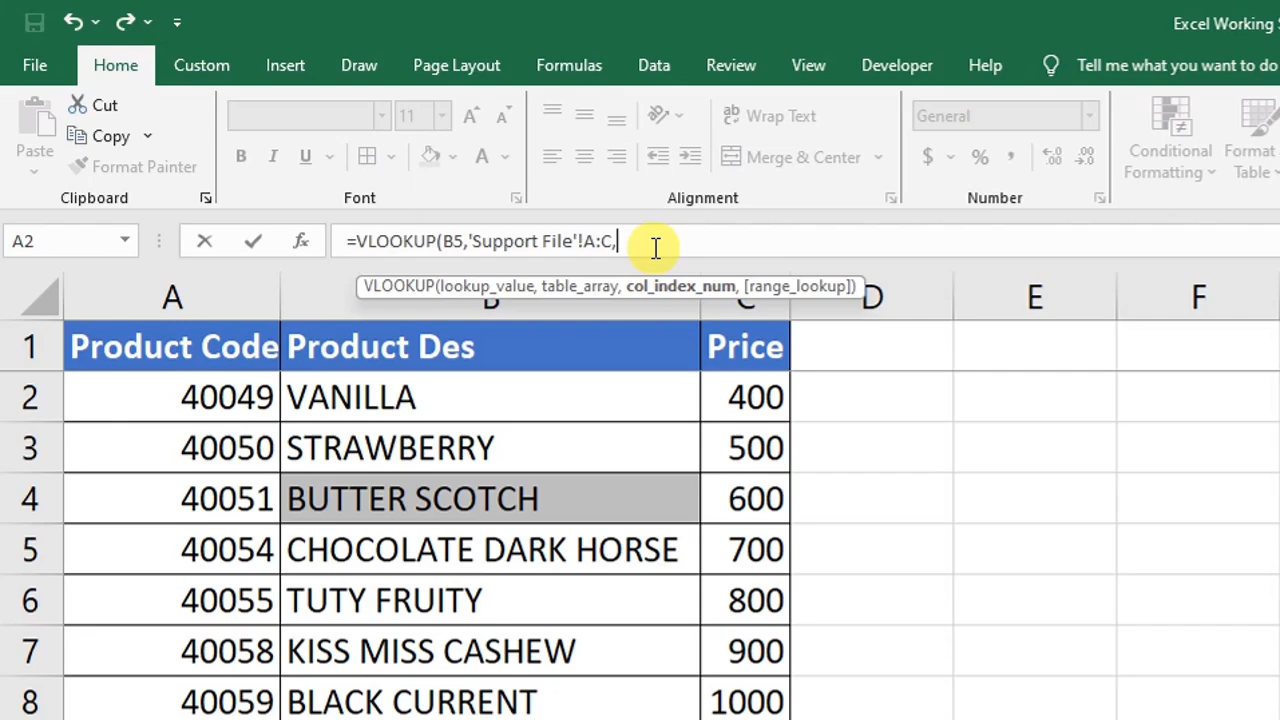 Excel Working S
File Home Custom Insert Draw Page Layout Formulas Data Review View Developer Help Tell me what you want to do
Paste
Cut
Copy
Format Painter
Clipboard
11 A A
B I U A
Font
ab Wrap Text
Merge & Center
Alignment
General
$ % , .00
Number
Conditional Formatting
Format Table
A2 fx =VLOOKUP(B5,'Support File'!A:C,
VLOOKUP(lookup_value, table_array, col_index_num, [range_lookup])
A B C D E F
1 Product Code Product Des Price
2 40049 VANILLA 400
3 40050 STRAWBERRY 500
4 40051 BUTTER SCOTCH 600
5 40054 CHOCOLATE DARK HORSE 700
6 40055 TUTY FRUITY 800
7 40058 KISS MISS CASHEW 900
8 40059 BLACK CURRENT 1000